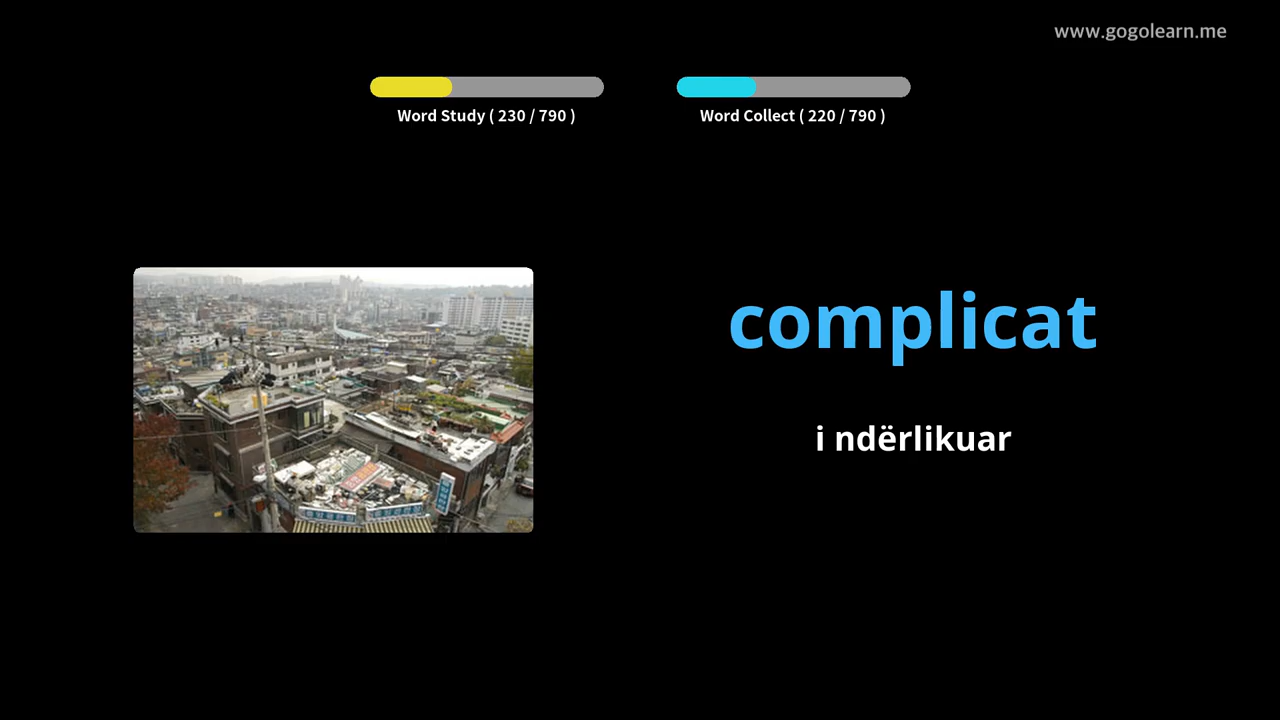 www.gogolearn.me
Word Study ( 230 / 790 )
Word Collect ( 220 / 790 )
complicat
i ndërlikuar